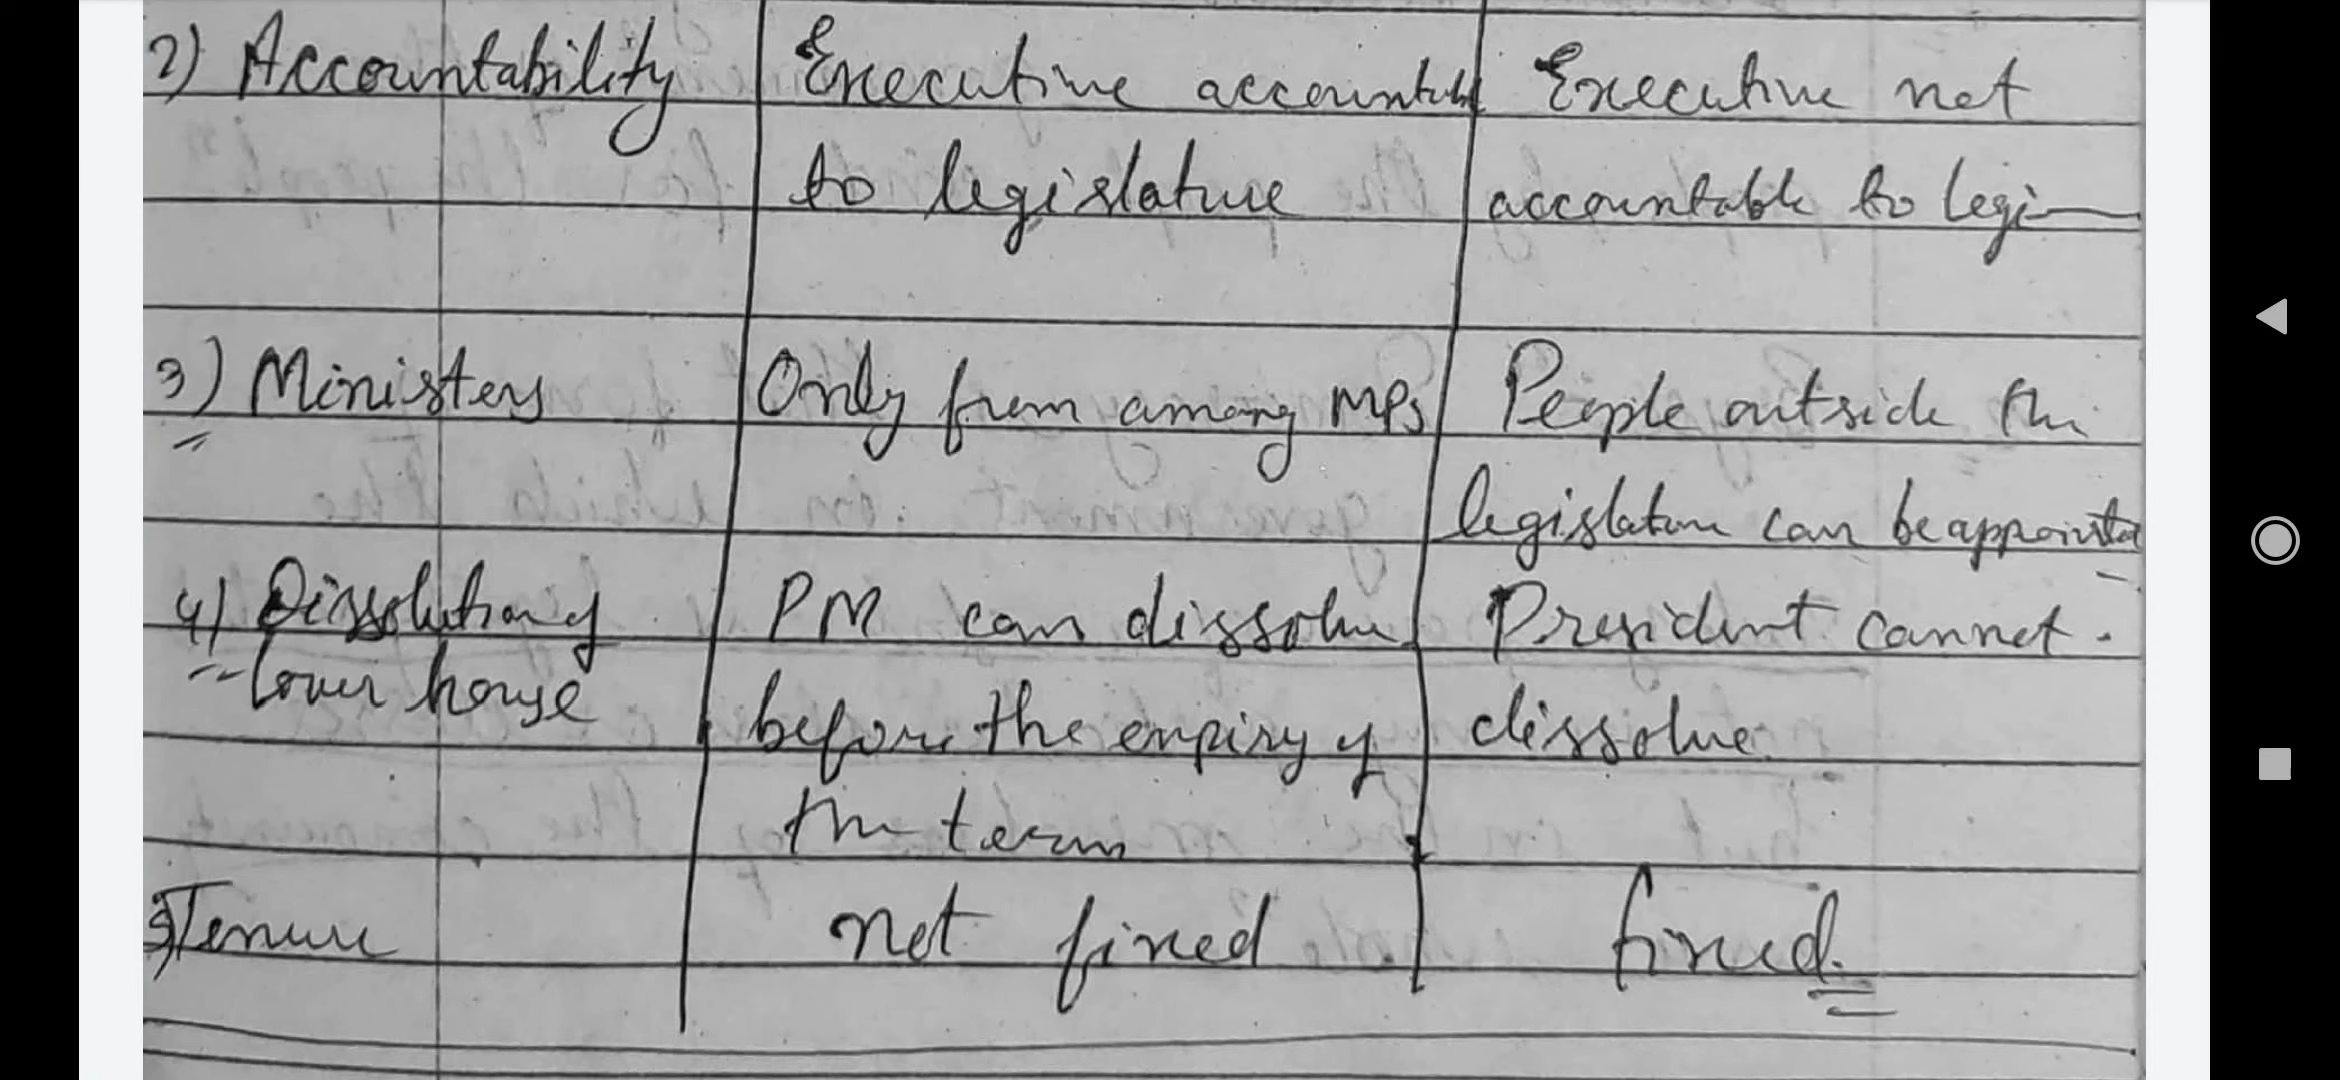 2) Accountability Executive accountable Executive not
to legislature accountable to legi—
3) Ministers Only from among MPs People outside the
legislature can be appointed
4) Dissolution of PM can dissolve President cannot.
lower house before the expiry of dissolve
the term
5) Tenure not fixed fixed.